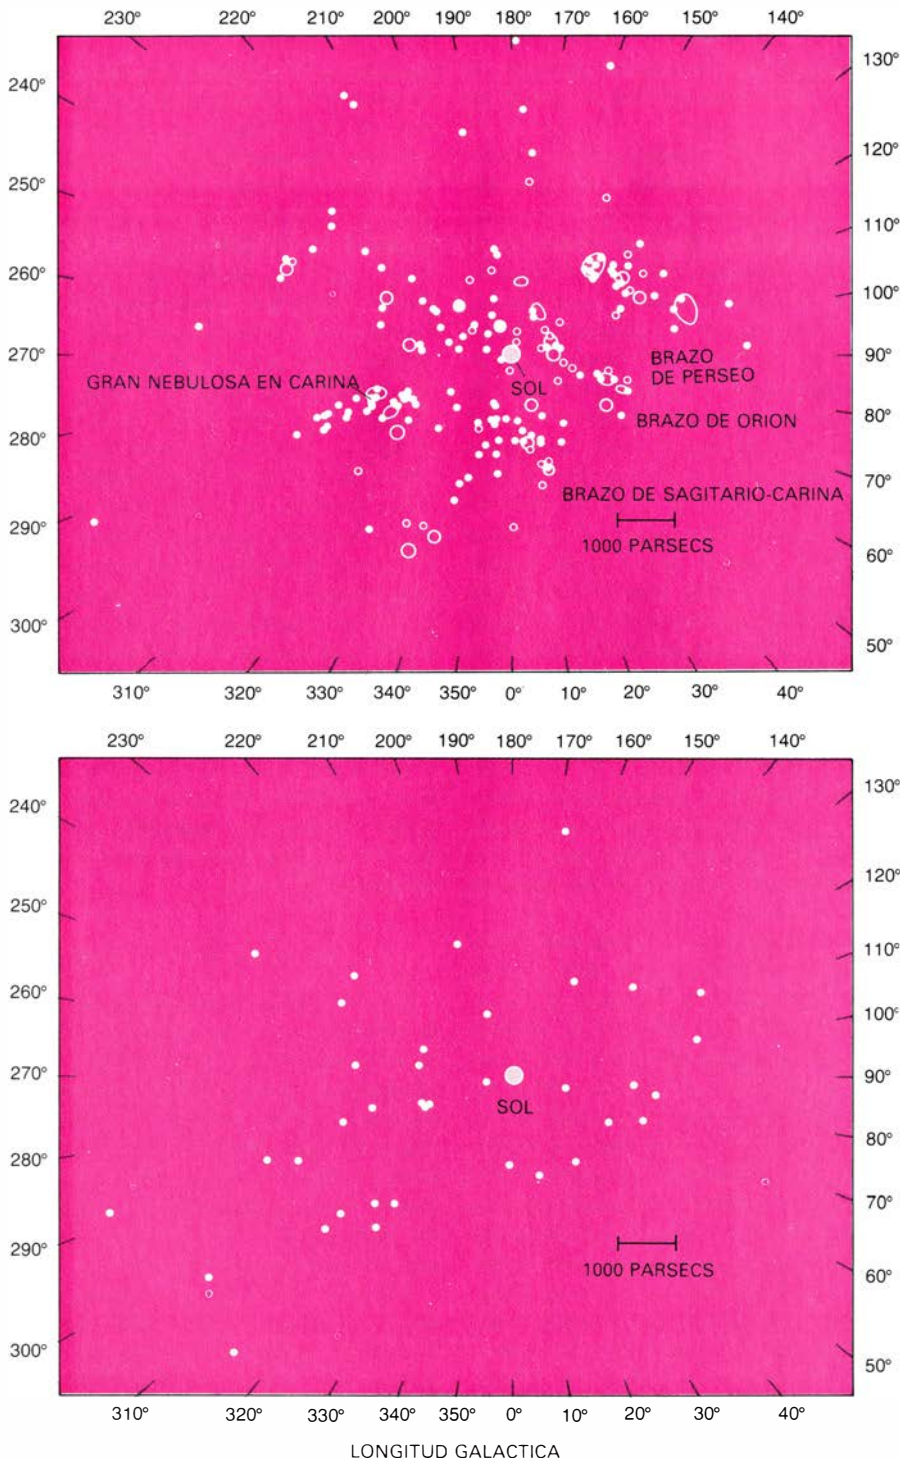 230° 220° 210° 200° 190° 180° 170° 160° 150° 140°
130°
240°
120°
250°
110°
260°
100°
270°
BRAZO
DE PERSEO
90°
GRAN NEBULOSA EN CARINA
SOL
BRAZO DE ORION
80°
280°
70°
BRAZO DE SAGITARIO-CARINA
290°
1000 PARSECS
60°
300°
50°
310° 320° 330° 340° 350° 0° 10° 20° 30° 40°
230° 220° 210° 200° 190° 180° 170° 160° 150° 140°
130°
240°
120°
250°
110°
260°
100°
270°
90°
SOL
80°
280°
70°
290°
1000 PARSECS
60°
300°
50°
310° 320° 330° 340° 350° 0° 10° 20° 30° 40°
LONGITUD GALACTICA